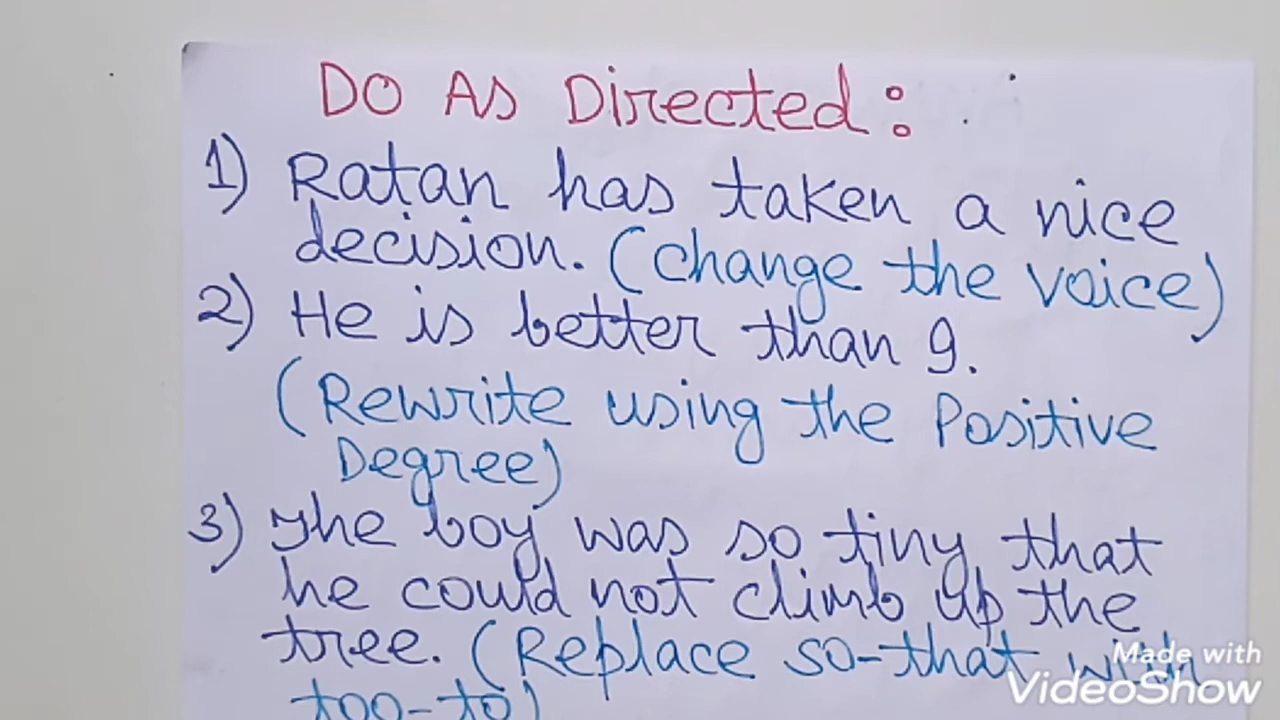 DO AS Directed:
1) Ratan has taken a nice
decision. (Change the voice)
2) He is better than I.
(Rewrite using the Positive
Degree)
3) The boy was so tiny that
he could not climb up the
tree. (Replace so-that with
too-to)
Made with
VideoShow